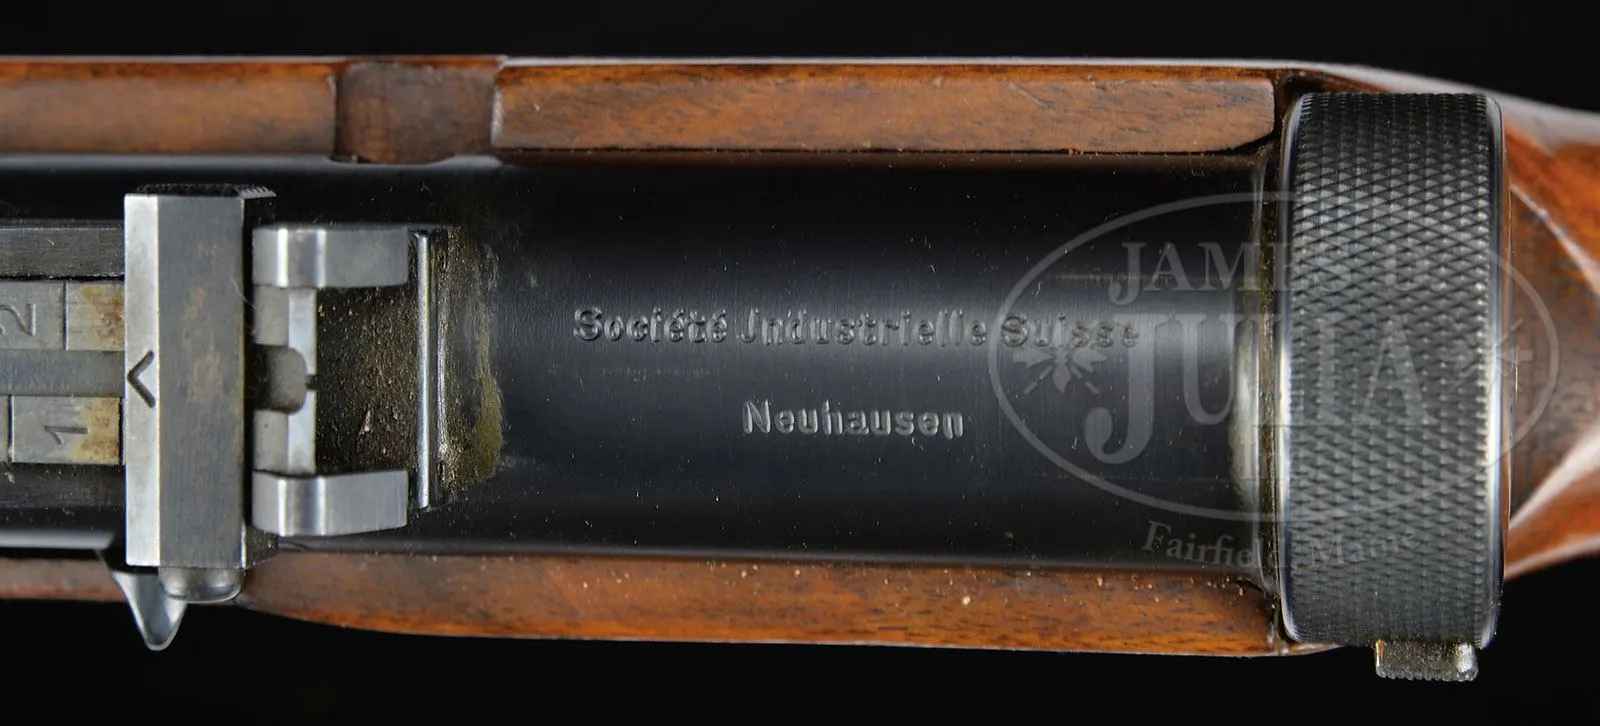 Société Industrielle Suisse
Neuhausen
2
1
JAMES D.
JULIA
Fairfield, Maine